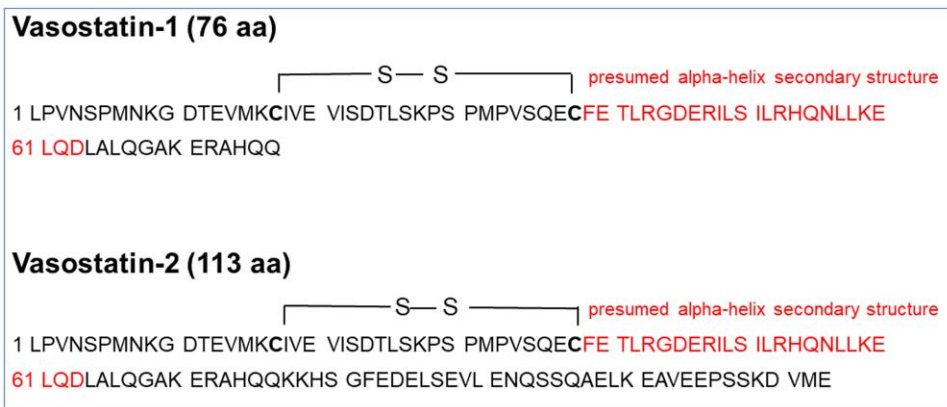 Vasostatin-1 (76 aa)
S— S
presumed alpha-helix secondary structure
1 LPVNSPMNKG DTEVMKCIVE VISDTLSKPS PMPVSQECFE TLRGDERILS ILRHQNLLKE
61 LQDLALQGAK ERAHQQ
Vasostatin-2 (113 aa)
S— S
presumed alpha-helix secondary structure
1 LPVNSPMNKG DTEVMKCIVE VISDTLSKPS PMPVSQECFE TLRGDERILS ILRHQNLLKE
61 LQDLALQGAK ERAHQQKKHS GFEDELSEVL ENQSSQAELK EAVEEPSSKD VME